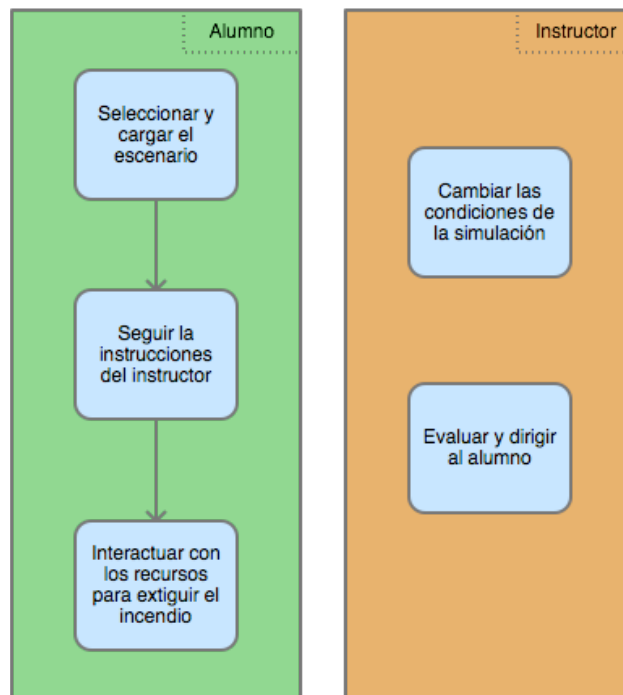 Alumno
Seleccionar y
cargar el
escenario
Seguir la
instrucciones
del instructor
Interactuar con
los recursos
para extiguir el
incendio
Instructor
Cambiar las
condiciones de
la simulación
Evaluar y dirigir
al alumno